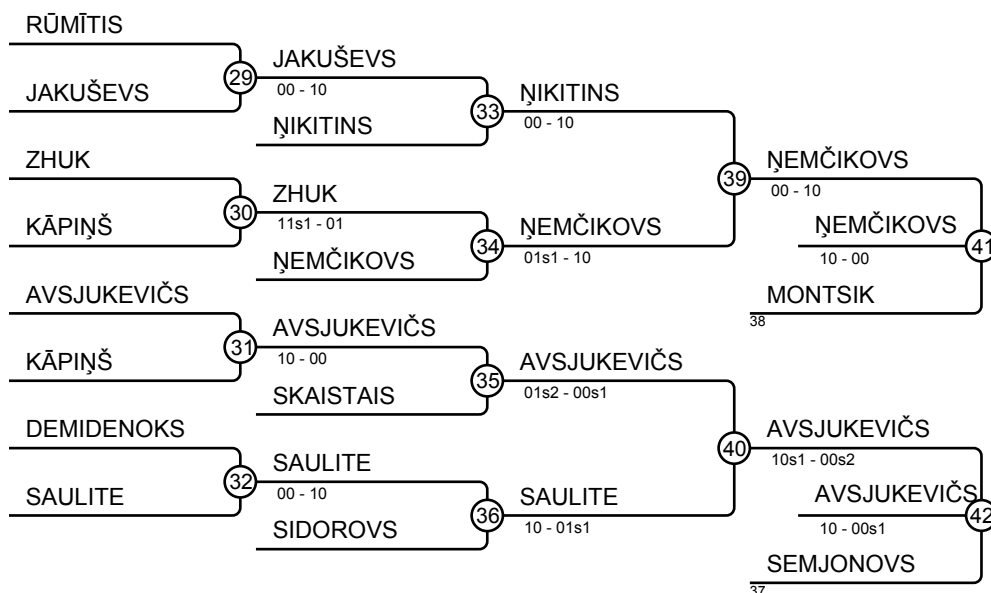 RŪMĪTIS
29
JAKUŠEVS
JAKUŠEVS
00 - 10
33
ŅIKITINS
ŅIKITINS
00 - 10
ZHUK
30
KĀPIŅŠ
ZHUK
11s1 - 01
34
ŅEMČIKOVS
ŅEMČIKOVS
01s1 - 10
39
ŅEMČIKOVS
00 - 10
ŅEMČIKOVS
10 - 00
41
MONTSIK
38
AVSJUKEVIČS
31
KĀPIŅŠ
AVSJUKEVIČS
10 - 00
35
SKAISTAIS
AVSJUKEVIČS
01s2 - 00s1
DEMIDENOKS
32
SAULITE
SAULITE
00 - 10
36
SIDOROVS
SAULITE
10 - 01s1
40
AVSJUKEVIČS
10s1 - 00s2
AVSJUKEVIČS
10 - 00s1
42
SEMJONOVS
37